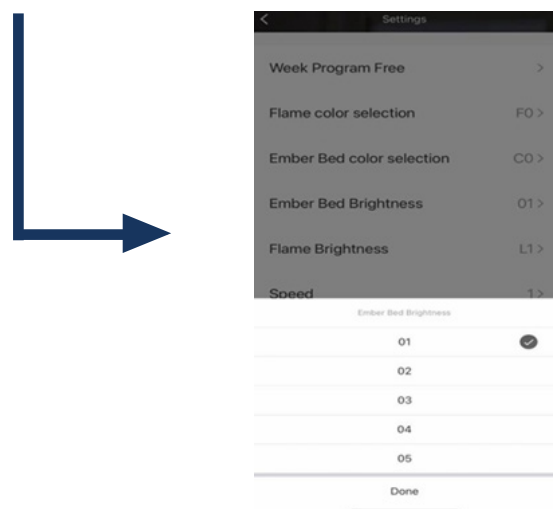 Settings
Week Program Free >
Flame color selection F0 >
Ember Bed color selection C0 >
Ember Bed Brightness 01 >
Flame Brightness L1 >
Speed 1 >
Ember Bed Brightness
01
02
03
04
05
Done